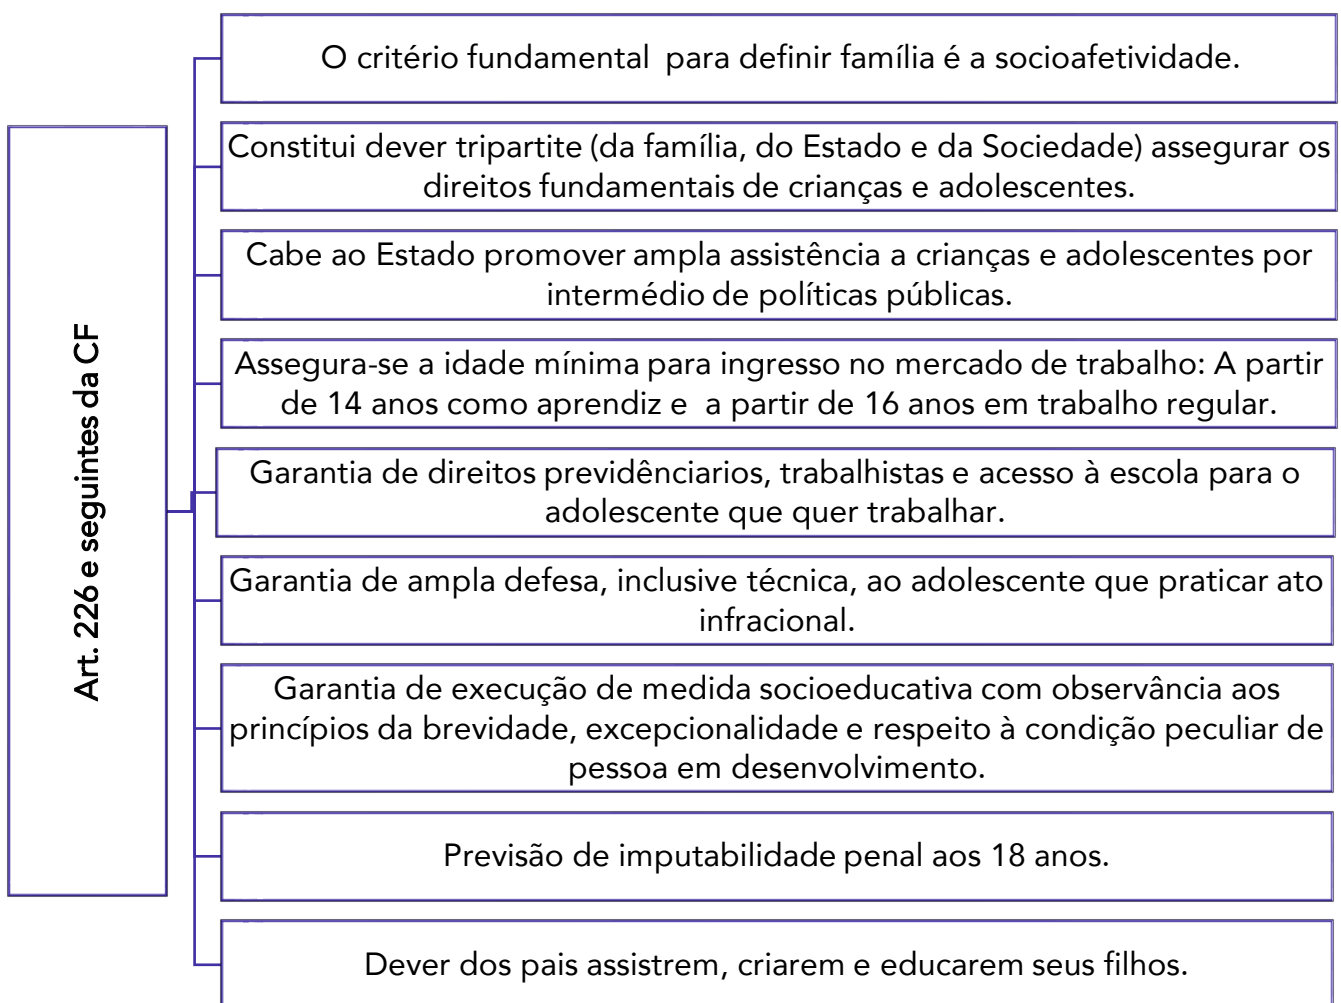 Art. 226 e seguintes da CF
O critério fundamental para definir família é a socioafetividade.
Constitui dever tripartite (da família, do Estado e da Sociedade) assegurar os
direitos fundamentais de crianças e adolescentes.
Cabe ao Estado promover ampla assistência a crianças e adolescentes por
intermédio de políticas públicas.
Assegura-se a idade mínima para ingresso no mercado de trabalho: A partir
de 14 anos como aprendiz e a partir de 16 anos em trabalho regular.
Garantia de direitos previdênciarios, trabalhistas e acesso à escola para o
adolescente que quer trabalhar.
Garantia de ampla defesa, inclusive técnica, ao adolescente que praticar ato
infracional.
Garantia de execução de medida socioeducativa com observância aos
princípios da brevidade, excepcionalidade e respeito à condição peculiar de
pessoa em desenvolvimento.
Previsão de imputabilidade penal aos 18 anos.
Dever dos pais assistrem, criarem e educarem seus filhos.